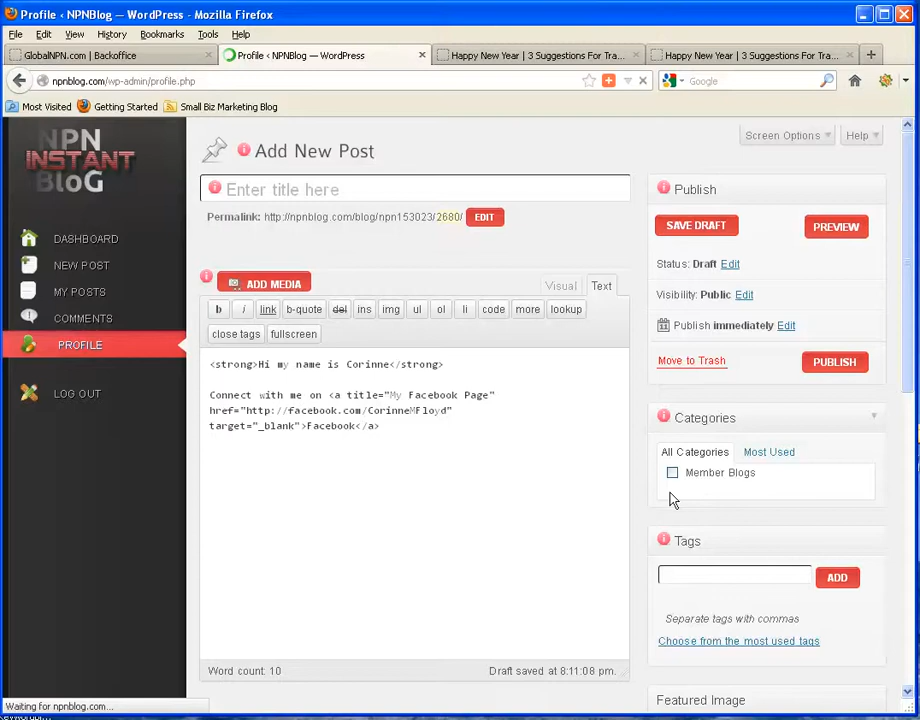 Profile ‹ NPNBlog — WordPress - Mozilla Firefox
File Edit View History Bookmarks Tools Help
GlobalNPN.com | Backoffice × Profile ‹ NPNBlog — WordPress × Happy New Year | 3 Suggestions For Tra... × Happy New Year | 3 Suggestions For Tra... × +
npnblog.com/wp-admin/profile.php Google
Most Visited Getting Started Small Biz Marketing Blog
NPN
INSTANT
BLOG
DASHBOARD
NEW POST
MY POSTS
COMMENTS
PROFILE
LOG OUT
Screen Options Help
Add New Post
Enter title here
Permalink: http://npnblog.com/blog/npn153023/2680/ EDIT
ADD MEDIA Visual Text
b i link b-quote del ins img ul ol li code more lookup
close tags fullscreen
<strong>Hi my name is Corinne</strong>
Connect with me on <a title="My Facebook Page"
href="http://facebook.com/CorinneMFloyd"
target="_blank">Facebook</a>
Word count: 10 Draft saved at 8:11:08 pm.
Publish
SAVE DRAFT PREVIEW
Status: Draft Edit
Visibility: Public Edit
Publish immediately Edit
Move to Trash PUBLISH
Categories
All Categories Most Used
Member Blogs
Tags
ADD
Separate tags with commas
Choose from the most used tags
Featured Image
Waiting for npnblog.com...